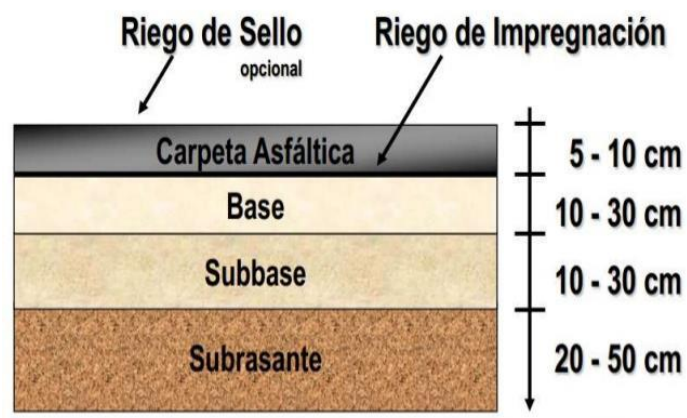 Riego de Sello
opcional
Riego de Impregnación
Carpeta Asfáltica
5 - 10 cm
Base
10 - 30 cm
Subbase
10 - 30 cm
Subrasante
20 - 50 cm